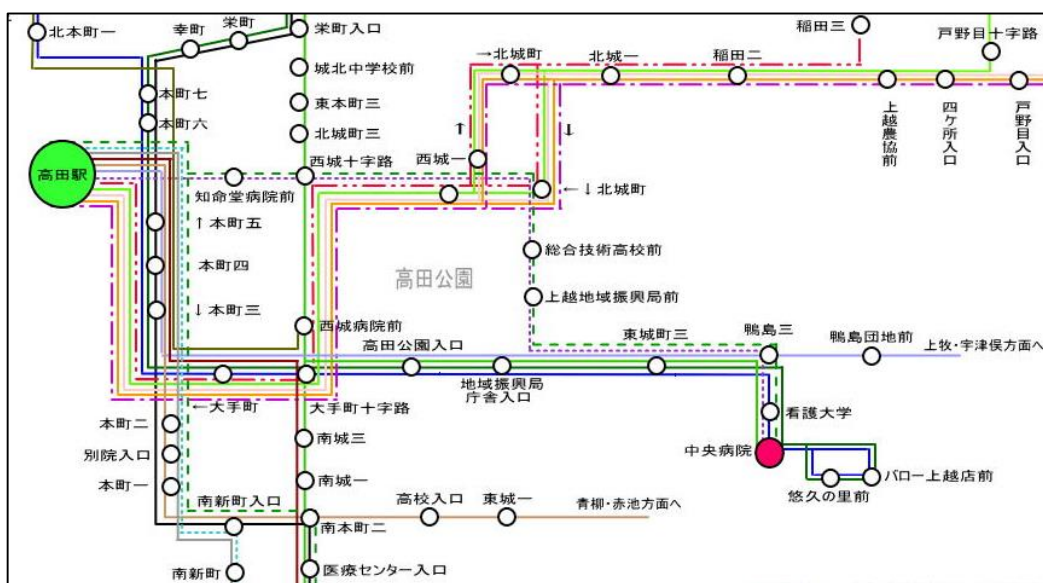 北本町一
幸町
栄町
栄町入口
稲田三
戸野目十字路
城北中学校前
→北城町
北城一
稲田二
本町七
東本町三
本町六
北城町三
上越農協前
四ケ所入口
戸野目入口
↑
↓
西城一
西城十字路
高田駅
知命堂病院前
←↓北城町
↑本町五
総合技術高校前
本町四
高田公園
上越地域振興局前
↓本町三
西城病院前
東城町三
鴨島三
高田公園入口
鴨島団地前
上牧・宇津俣方面へ
地域振興局
庁舎入口
←大手町
大手町十字路
看護大学
本町二
南城三
中央病院
別院入口
バロー上越店前
本町一
南城一
悠久の里前
南新町入口
高校入口
東城一
青柳・赤池方面へ
南本町二
南新町
医療センター入口